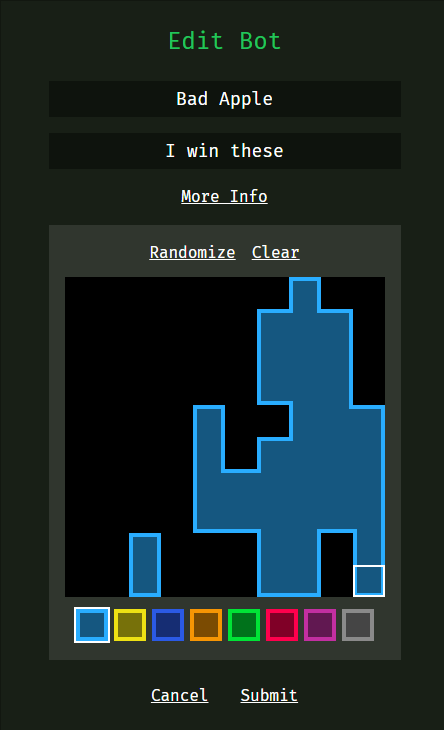 Edit Bot
Bad Apple
I win these
More Info
Randomize Clear
Cancel Submit